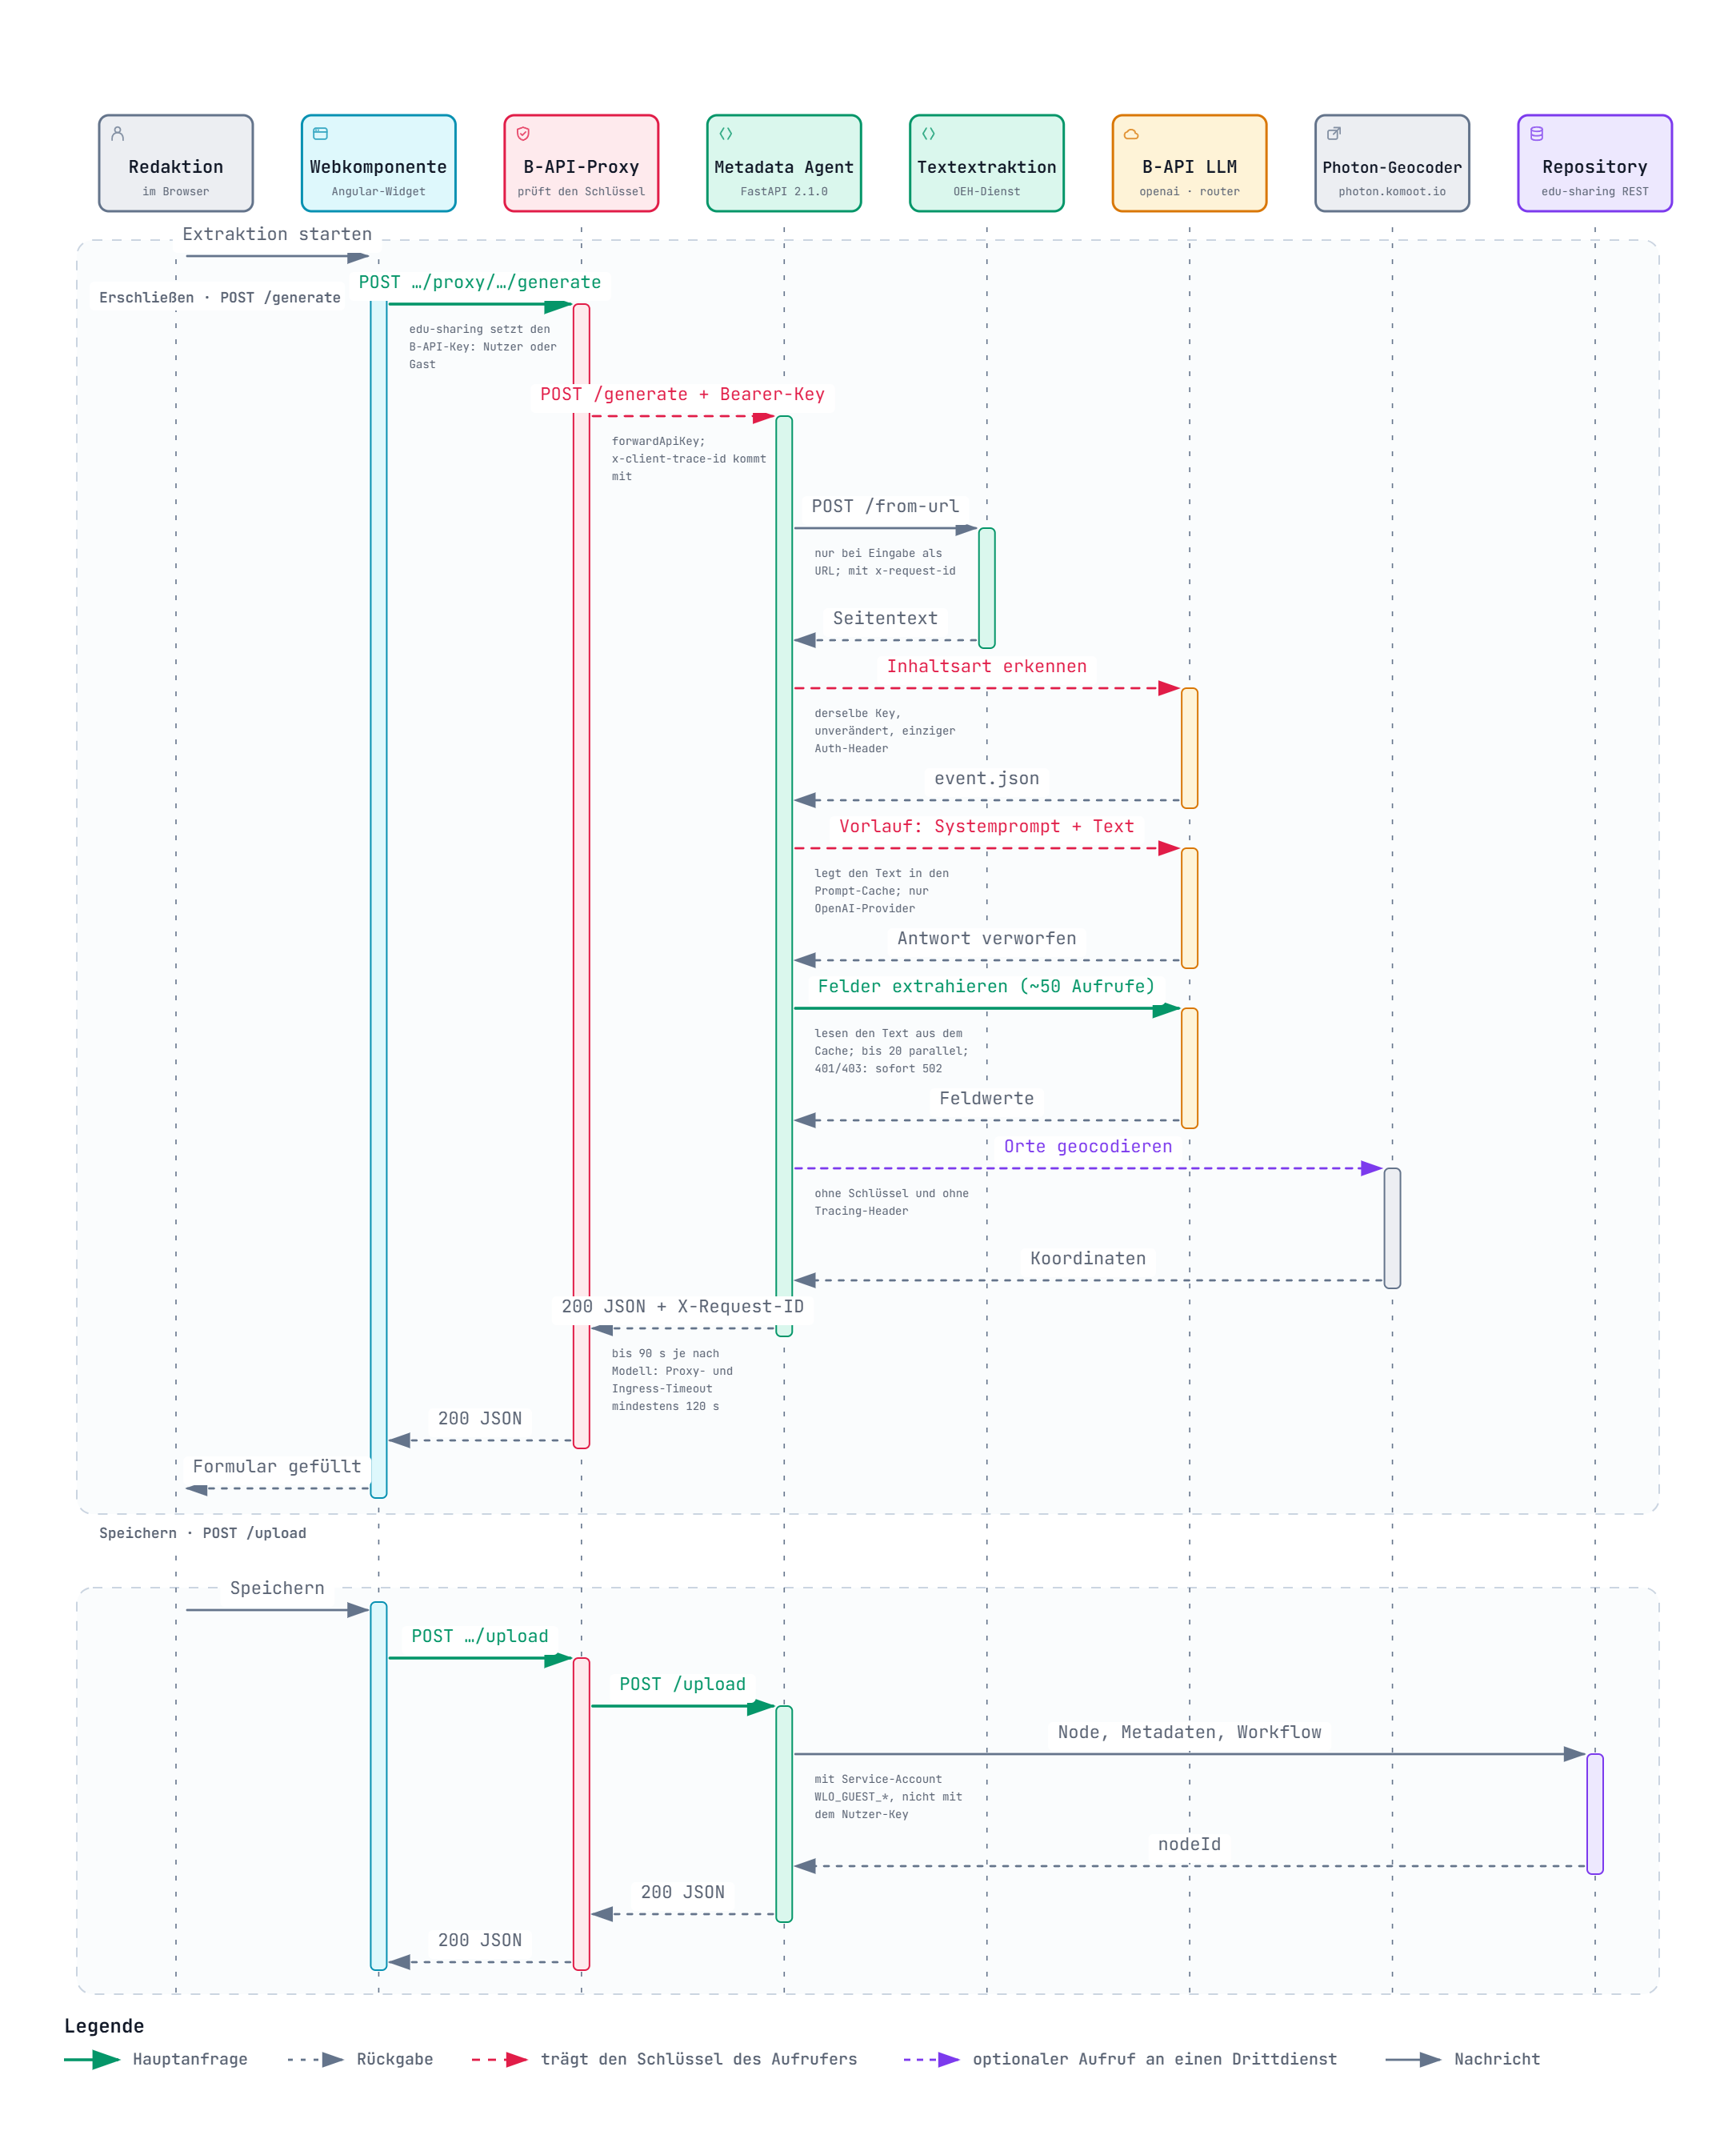 Redaktion
im Browser
Webkomponente
Angular-Widget
B-API-Proxy
prüft den Schlüssel
Metadata Agent
FastAPI 2.1.0
Textextraktion
OEH-Dienst
B-API LLM
openai · router
Photon-Geocoder
photon.komoot.io
Repository
edu-sharing REST
Extraktion starten
POST …/proxy/…/generate
Erschließen · POST /generate
edu-sharing setzt den
B-API-Key: Nutzer oder
Gast
POST /generate + Bearer-Key
forwardApiKey;
x-client-trace-id kommt
mit
POST /from-url
nur bei Eingabe als
URL; mit x-request-id
Seitentext
Inhaltsart erkennen
derselbe Key,
unverändert, einziger
Auth-Header
event.json
Vorlauf: Systemprompt + Text
legt den Text in den
Prompt-Cache; nur
OpenAI-Provider
Antwort verworfen
Felder extrahieren (~50 Aufrufe)
lesen den Text aus dem
Cache; bis 20 parallel;
401/403: sofort 502
Feldwerte
Orte geocodieren
ohne Schlüssel und ohne
Tracing-Header
Koordinaten
200 JSON + X-Request-ID
bis 90 s je nach
Modell: Proxy- und
Ingress-Timeout
mindestens 120 s
200 JSON
Formular gefüllt
Speichern · POST /upload
Speichern
POST …/upload
POST /upload
Node, Metadaten, Workflow
mit Service-Account
WLO_GUEST_*, nicht mit
dem Nutzer-Key
nodeId
200 JSON
200 JSON
Legende
Hauptanfrage
Rückgabe
trägt den Schlüssel des Aufrufers
optionaler Aufruf an einen Drittdienst
Nachricht